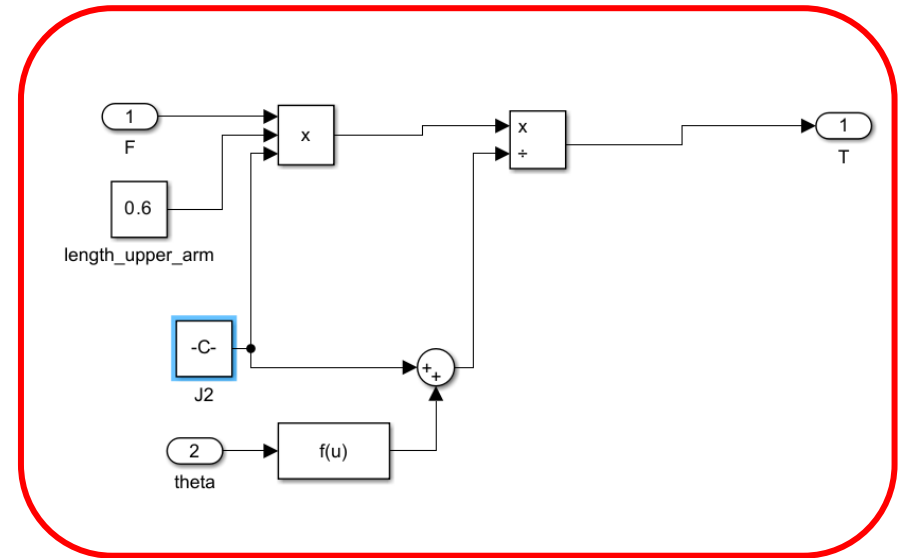 1
F
x
0.6
length_upper_arm
x
÷
1
T
-C-
J2
+
+
2
theta
f(u)